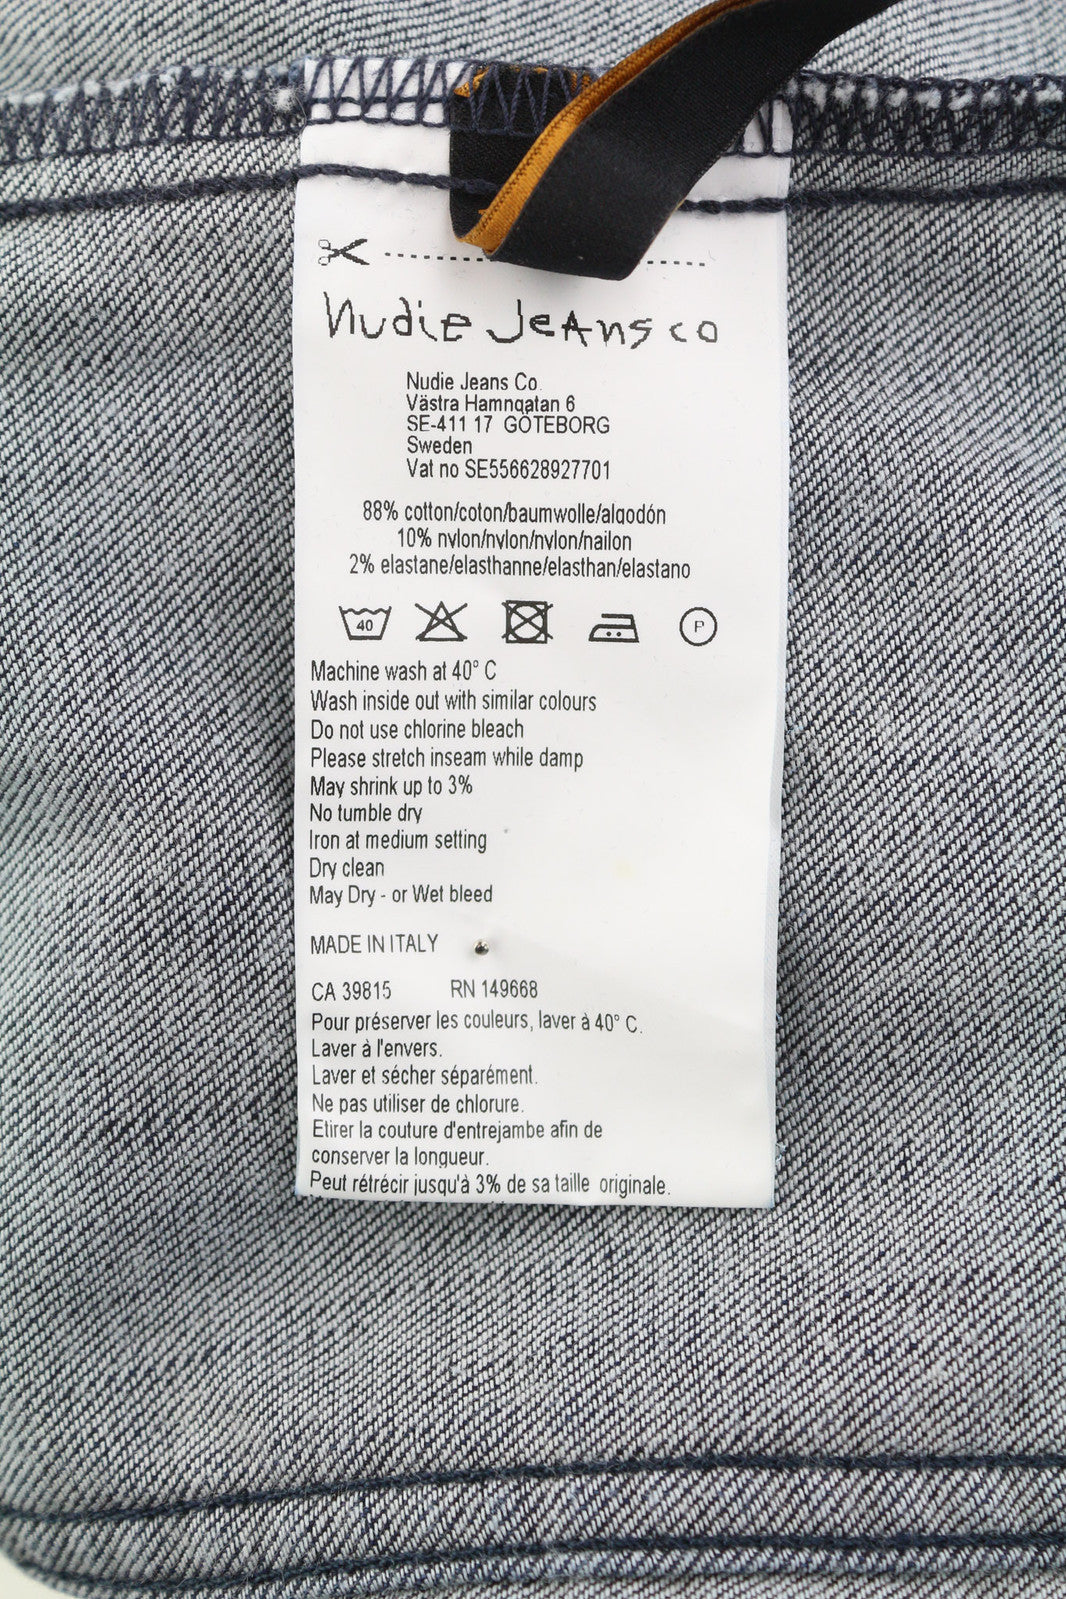 Nudie Jeans co
Nudie Jeans Co.
Västra Hamngatan 6
SE-411 17 GÖTEBORG
Sweden
Vat no SE556628927701
88% cotton/coton/baumwolle/algodón
10% nylon/nylon/nylon/nailon
2% elastane/elasthanne/elasthan/elastano
40 P
Machine wash at 40° C
Wash inside out with similar colours
Do not use chlorine bleach
Please stretch inseam while damp
May shrink up to 3%
No tumble dry
Iron at medium setting
Dry clean
May Dry - or Wet bleed
MADE IN ITALY
CA 39815 RN 149668
Pour préserver les couleurs, laver à 40° C.
Laver à l'envers.
Laver et sécher séparément.
Ne pas utiliser de chlorure.
Etirer la couture d'entrejambe afin de
conserver la longueur.
Peut rétrécir jusqu'à 3% de sa taille originale.